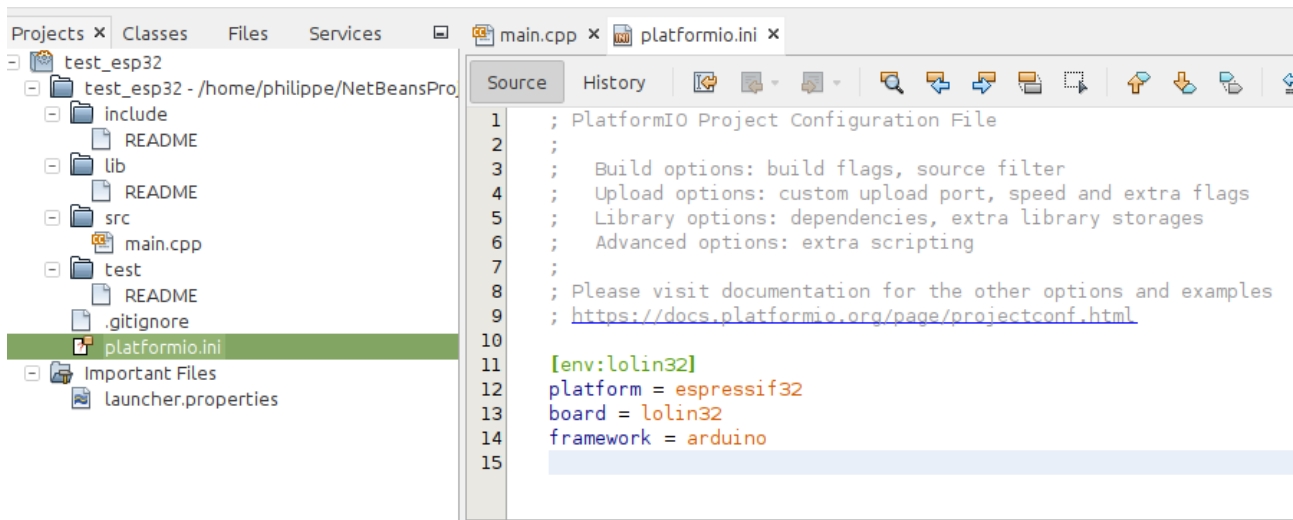 Projects Classes Files Services
test_esp32
test_esp32 - /home/philippe/NetBeansPro
include
README
lib
README
src
main.cpp
test
README
.gitignore
platformio.ini
Important Files
launcher.properties
main.cpp platformio.ini
Source History
1 ; PlatformIO Project Configuration File
2 ;
3 ;   Build options: build flags, source filter
4 ;   Upload options: custom upload port, speed and extra flags
5 ;   Library options: dependencies, extra library storages
6 ;   Advanced options: extra scripting
7 ;
8 ; Please visit documentation for the other options and examples
9 ; https://docs.platformio.org/page/projectconf.html
10
11 [env:lolin32]
12 platform = espressif32
13 board = lolin32
14 framework = arduino
15